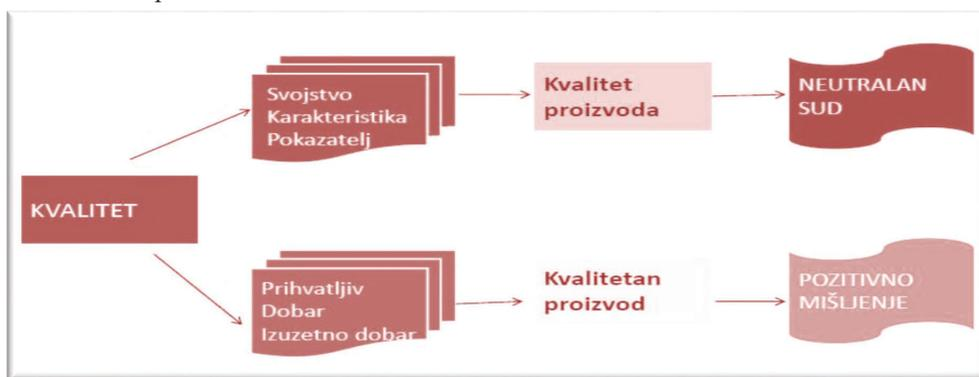 KVALITET
Svojstvo
Karakteristika
Pokazatelj
Kvalitet
proizvoda
NEUTRALAN
SUD
Prihvatljiv
Dobar
Izuzetno dobar
Kvalitetan
proizvod
POZITIVNO
MIŠLJENJE